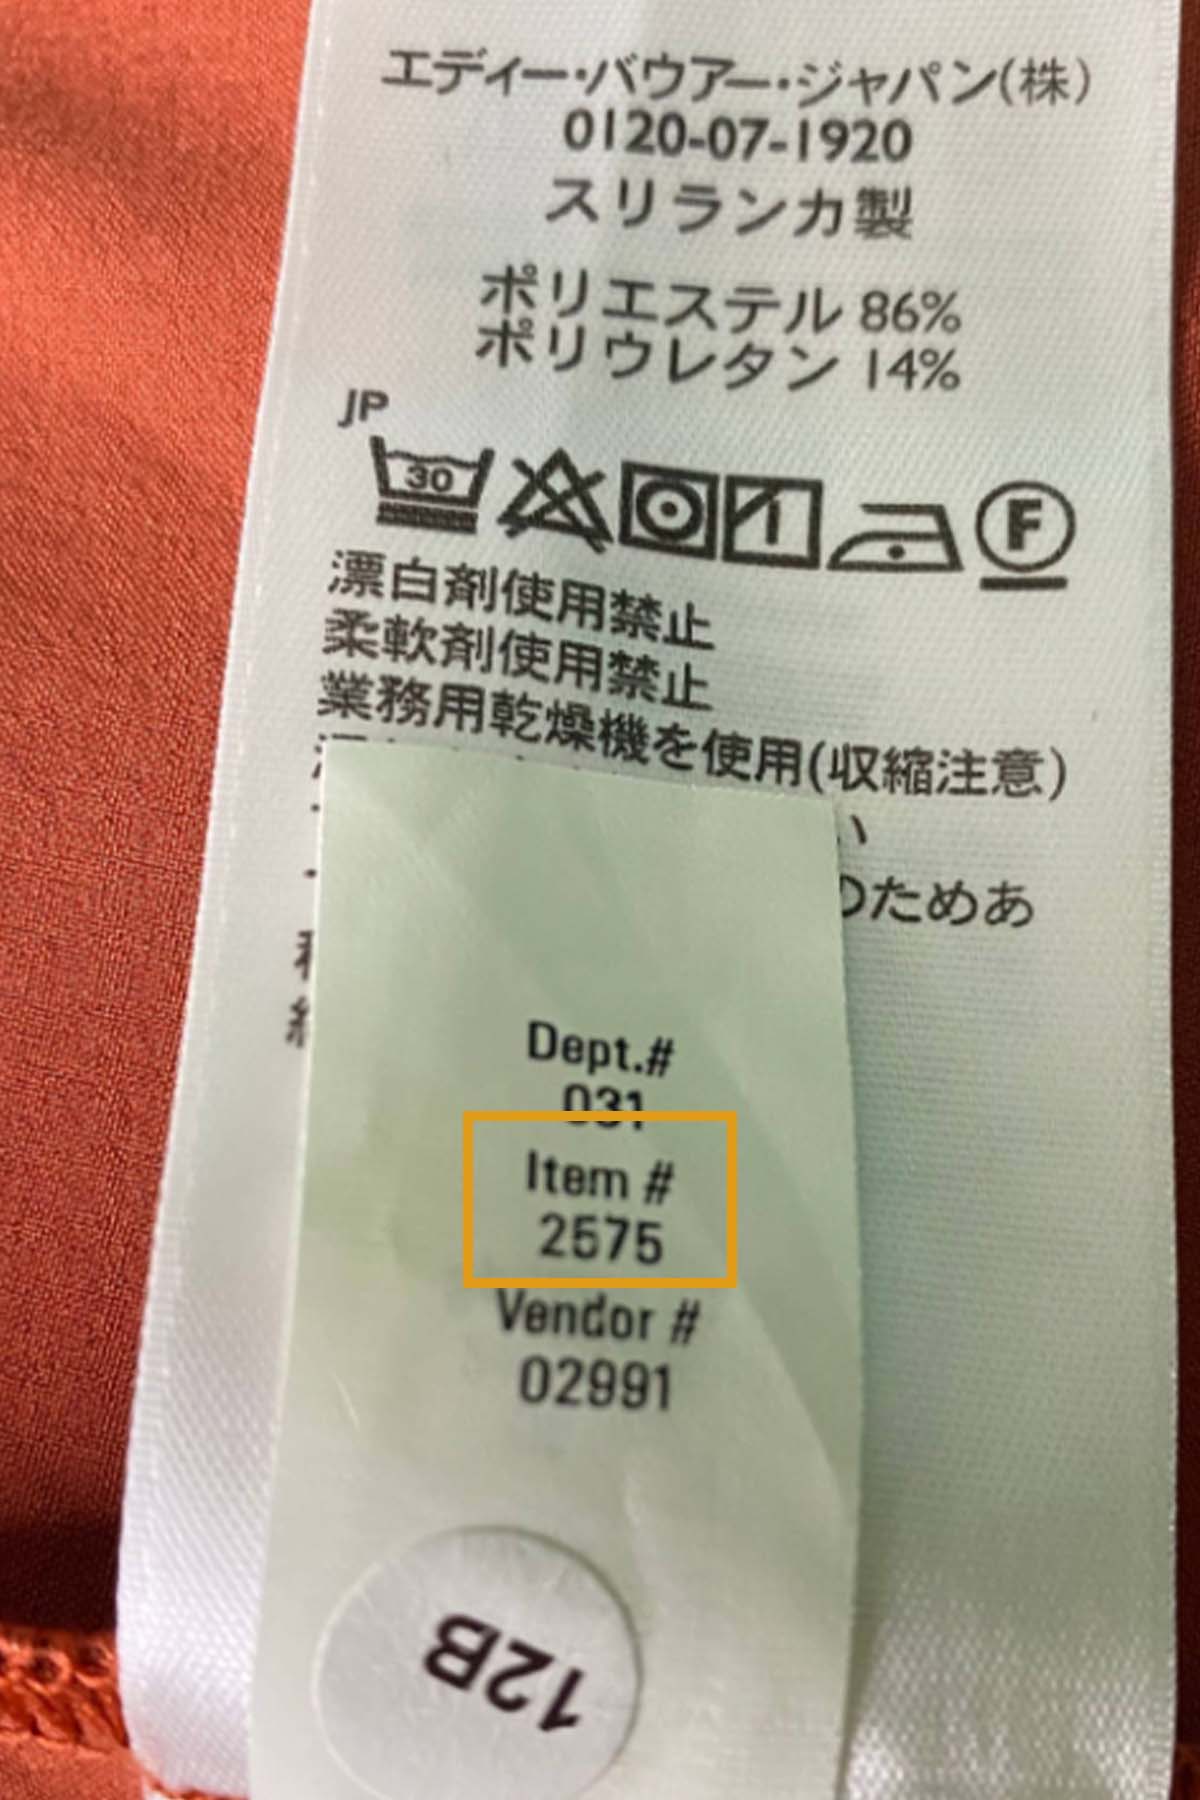 エディー・バウアー・ジャパン(株)
0120-07-1920
スリランカ製
ポリエステル 86%
ポリウレタン 14%
JP
30
F
漂白剤使用禁止
柔軟剤使用禁止
業務用乾燥機を使用(収縮注意)
い
のためあ
Dept.#
031
Item #
2575
Vendor #
02991
12B